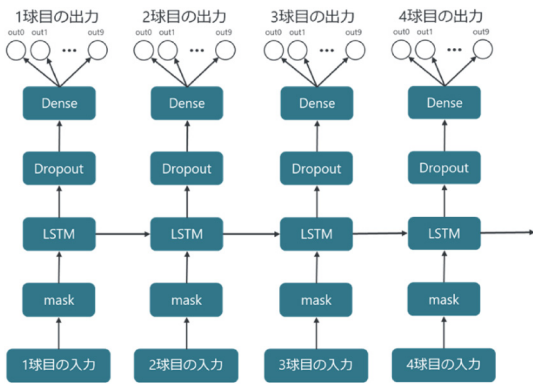 1球目の出力 2球目の出力 3球目の出力 4球目の出力
out0 out1 ... out9 out0 out1 ... out9 out0 out1 ... out9 out0 out1 ... out9
Dense Dense Dense Dense
Dropout Dropout Dropout Dropout
LSTM LSTM LSTM LSTM
mask mask mask mask
1球目の入力 2球目の入力 3球目の入力 4球目の入力